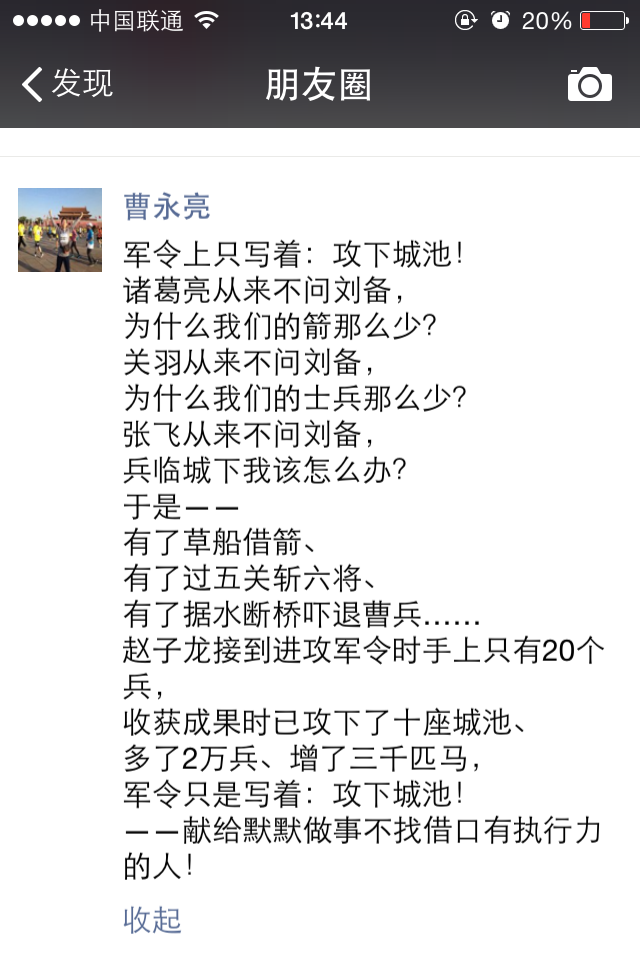 中国联通
13:44
20%
发现
朋友圈
曹永亮
军令上只写着：攻下城池！
诸葛亮从来不问刘备，
为什么我们的箭那么少？
关羽从来不问刘备，
为什么我们的士兵那么少？
张飞从来不问刘备，
兵临城下我该怎么办？
于是——
有了草船借箭、
有了过五关斩六将、
有了据水断桥吓退曹兵……
赵子龙接到进攻军令时手上只有20个
兵，
收获成果时已攻下了十座城池、
多了2万兵、增了三千匹马，
军令只是写着：攻下城池！
——献给默默做事不找借口有执行力
的人！
收起